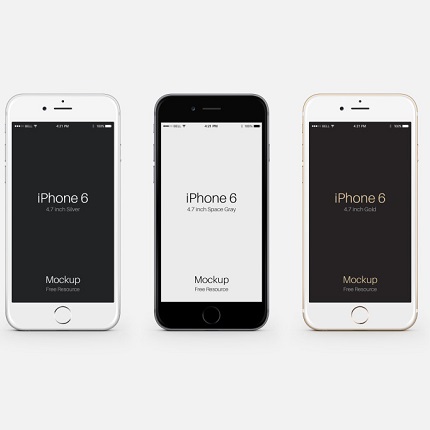 BELL 4:21 PM 100%
iPhone 6
4.7 inch Silver
Mockup
Free Resource
BELL 4:21 PM 100%
iPhone 6
4.7 inch Space Gray
Mockup
Free Resource
BELL 4:21 PM 100%
iPhone 6
4.7 inch Gold
Mockup
Free Resource